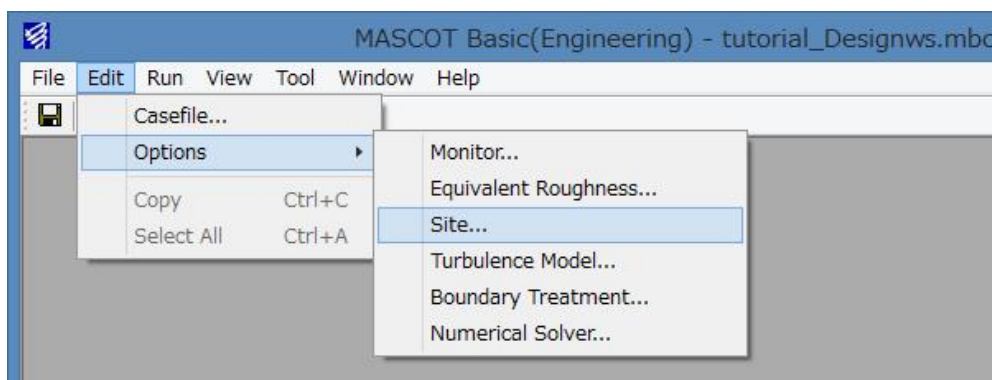 MASCOT Basic(Engineering) - tutorial_Designws.mbc
File Edit Run View Tool Window Help
Casefile...
Options
Copy Ctrl+C
Select All Ctrl+A
Monitor...
Equivalent Roughness...
Site...
Turbulence Model...
Boundary Treatment...
Numerical Solver...